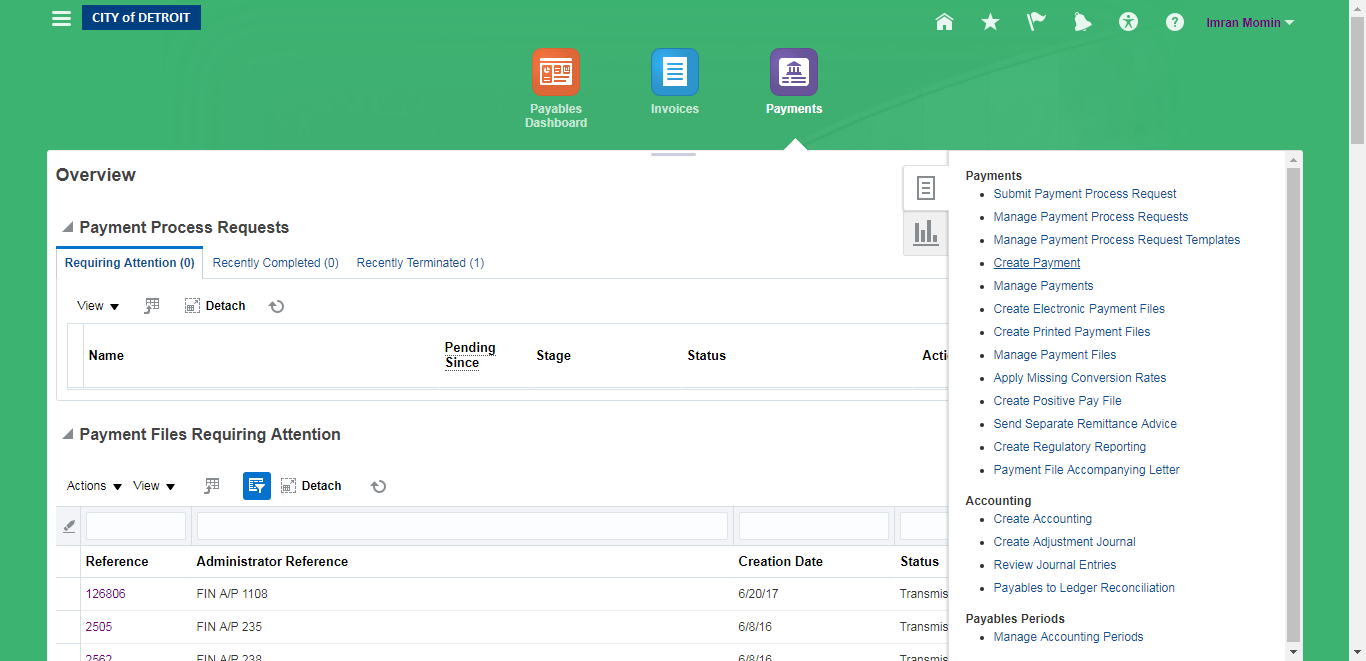 CITY of DETROIT
Imran Momin
Payables
Dashboard
Invoices
Payments
Overview
Payment Process Requests
Requiring Attention (0) Recently Completed (0) Recently Terminated (1)
View Detach
Name Pending Since Stage Status Acti
Payment Files Requiring Attention
Actions View Detach
Reference Administrator Reference Creation Date Status
126806 FIN A/P 1108 6/20/17 Transmis
2505 FIN A/P 235 6/8/16 Transmis
2562 FIN A/P 238 6/8/16 Transmis
Payments
Submit Payment Process Request
Manage Payment Process Requests
Manage Payment Process Request Templates
Create Payment
Manage Payments
Create Electronic Payment Files
Create Printed Payment Files
Manage Payment Files
Apply Missing Conversion Rates
Create Positive Pay File
Send Separate Remittance Advice
Create Regulatory Reporting
Payment File Accompanying Letter
Accounting
Create Accounting
Create Adjustment Journal
Review Journal Entries
Payables to Ledger Reconciliation
Payables Periods
Manage Accounting Periods